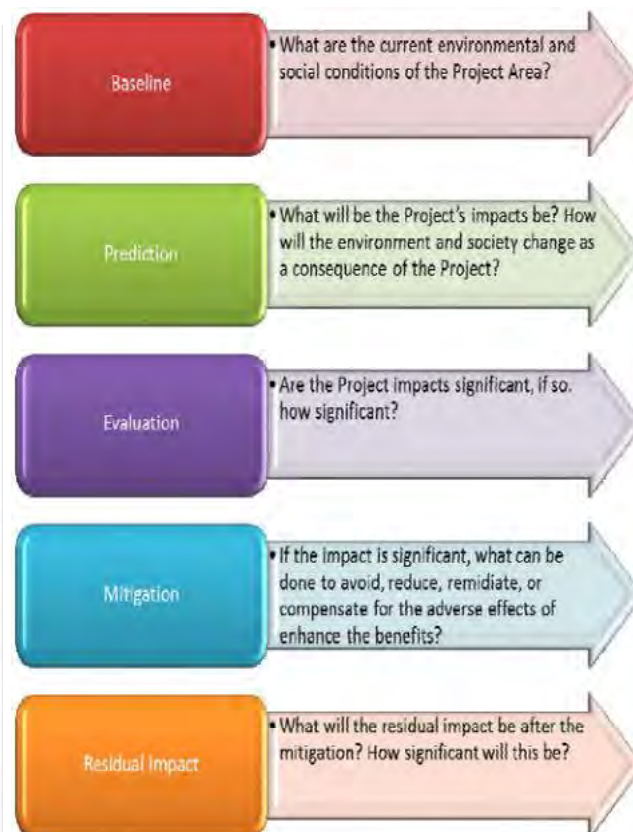 Baseline
• What are the current environmental and
social conditions of the Project Area?
Prediction
• What will be the Project's impacts be? How
will the environment and society change as
a consequence of the Project?
Evaluation
• Are the Project impacts significant, if so.
how significant?
Mitigation
• If the impact is significant, what can be
done to avoid, reduce, remidiate, or
compensate for the adverse effects of
enhance the benefits?
Residual Impact
• What will the residual impact be after the
mitigation? How significant will this be?